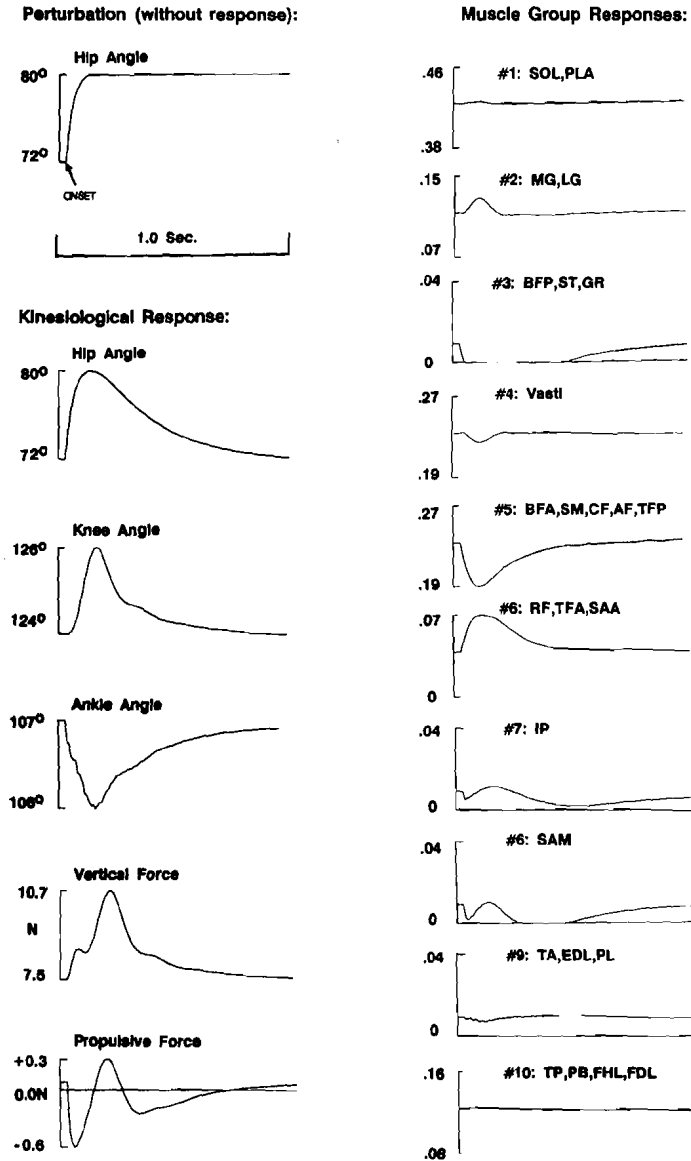 Perturbation (without response):
Hip Angle
80°
72°
ONSET
1.0 Sec.
Kinesiological Response:
Hip Angle
80°
72°
Knee Angle
126°
124°
Ankle Angle
107°
106°
Vertical Force
10.7
N
7.5
Propulsive Force
+0.3
0.0N
-0.6
Muscle Group Responses:
#1: SOL,PLA
.46
.38
#2: MG,LG
.15
.07
#3: BFP,ST,GR
.04
0
#4: Vasti
.27
.19
#5: BFA,SM,CF,AF,TFP
.27
.19
#6: RF,TFA,SAA
.07
0
#7: IP
.04
0
#6: SAM
.04
0
#9: TA,EDL,PL
.04
0
#10: TP,PB,FHL,FDL
.16
.08